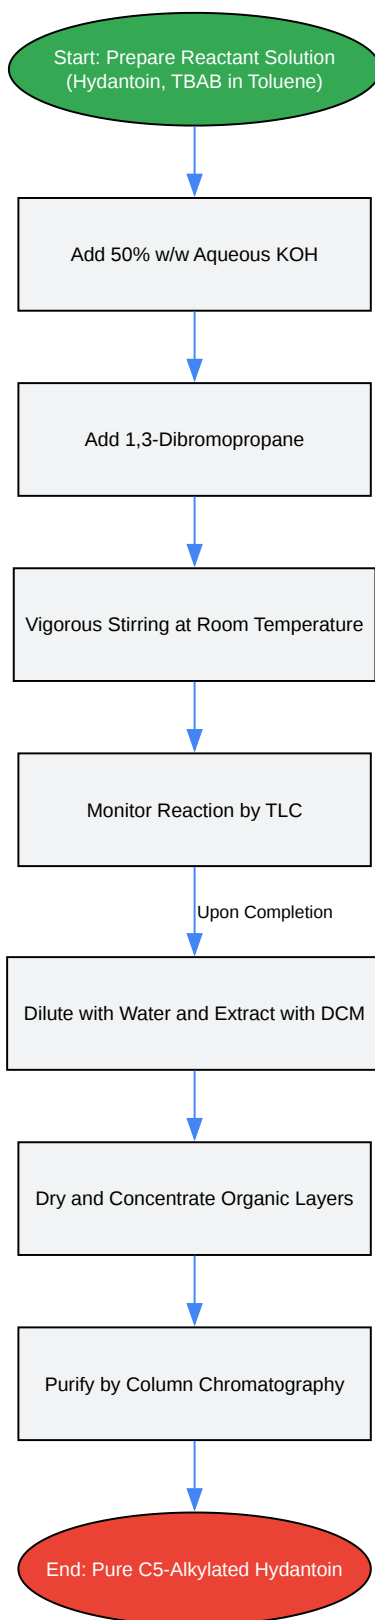 Start: Prepare Reactant Solution
(Hydantoin, TBAB in Toluene)
Add 50% w/w Aqueous KOH
Add 1,3-Dibromopropane
Vigorous Stirring at Room Temperature
Monitor Reaction by TLC
Upon Completion
Dilute with Water and Extract with DCM
Dry and Concentrate Organic Layers
Purify by Column Chromatography
End: Pure C5-Alkylated Hydantoin